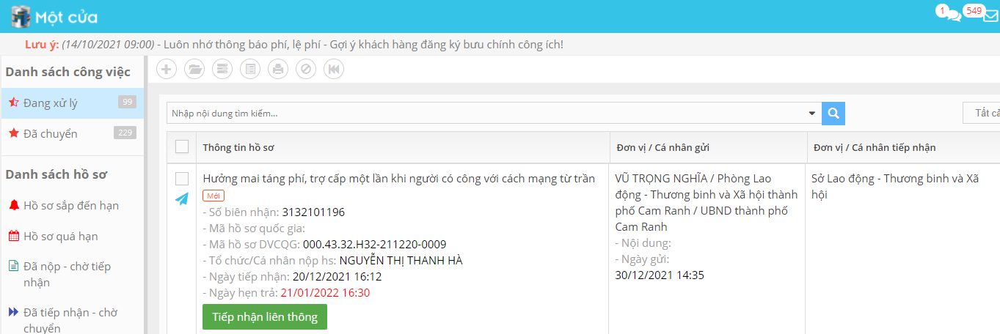 Một cửa
1
549
Lưu ý: (14/10/2021 09:00) - Luôn nhớ thông báo phí, lệ phí - Gợi ý khách hàng đăng ký bưu chính công ích!
Danh sách công việc
Đang xử lý 99
Đã chuyển 229
Danh sách hồ sơ
Hồ sơ sắp đến hạn
Hồ sơ quá hạn
Đã nộp - chờ tiếp
nhận
Đã tiếp nhận - chờ
chuyển
Nhập nội dung tìm kiếm...
Tất cả
Thông tin hồ sơ
Đơn vị / Cá nhân gửi
Đơn vị / Cá nhân tiếp nhận
Hưởng mai táng phí, trợ cấp một lần khi người có công với cách mạng từ trần
Mới
- Số biên nhận: 3132101196
- Mã hồ sơ quốc gia:
- Mã hồ sơ DVCQG: 000.43.32.H32-211220-0009
- Tổ chức/Cá nhân nộp hs: NGUYỄN THỊ THANH HÀ
- Ngày tiếp nhận: 20/12/2021 16:12
- Ngày hẹn trả: 21/01/2022 16:30
Tiếp nhận liên thông
VŨ TRỌNG NGHĨA / Phòng Lao
động - Thương binh và Xã hội thành
phố Cam Ranh / UBND thành phố
Cam Ranh
- Nội dung:
- Ngày gửi:
30/12/2021 14:35
Sở Lao động - Thương binh và Xã
hội